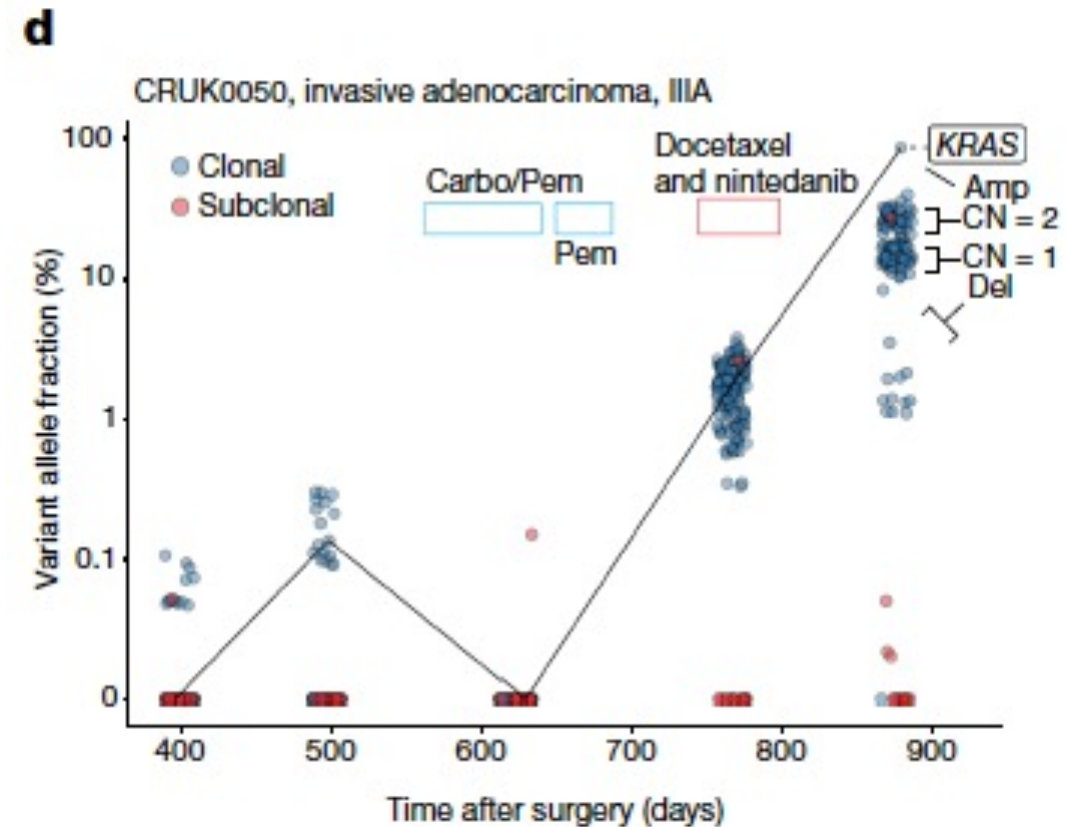 d
CRUK0050, invasive adenocarcinoma, IIIA
Clonal
Subclonal
Carbo/Pem
Pem
Docetaxel
and nintedanib
KRAS
Amp
CN = 2
CN = 1
Del
Variant allele fraction (%)
100
10
1
0.1
0
400 500 600 700 800 900
Time after surgery (days)